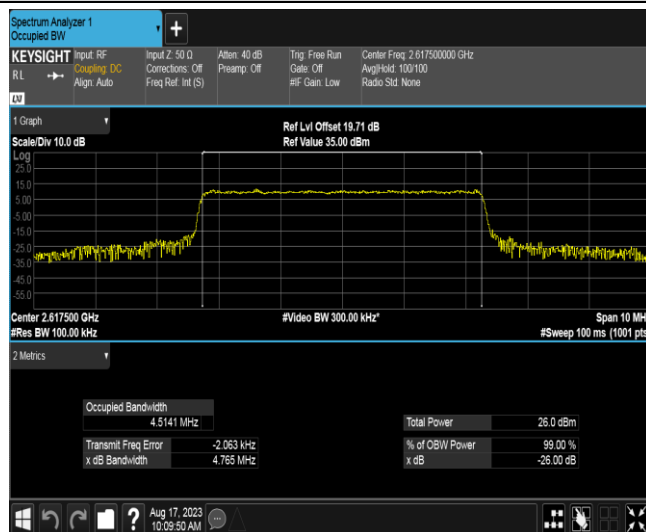 Spectrum Analyzer 1
Occupied BW
KEYSIGHT
RL
LXI
Input: RF
Coupling: DC
Align: Auto
Input Z: 50 Ω
Corrections: Off
Freq Ref: Int (S)
Atten: 40 dB
Preamp: Off
Trig: Free Run
Gate: Off
#IF Gain: Low
Center Freq: 2.617500000 GHz
Avg|Hold: 100/100
Radio Std: None
1 Graph
Scale/Div 10.0 dB
Ref Lvl Offset 19.71 dB
Ref Value 35.00 dBm
Log
25.0
15.0
5.00
-5.00
-15.0
-25.0
-35.0
-45.0
-55.0
Center 2.617500 GHz
#Res BW 100.00 kHz
#Video BW 300.00 kHz*
Span 10 MH
#Sweep 100 ms (1001 pts
2 Metrics
Occupied Bandwidth
4.5141 MHz
Transmit Freq Error -2.063 kHz
x dB Bandwidth 4.765 MHz
Total Power 26.0 dBm
% of OBW Power 99.00 %
x dB -26.00 dB
?
Aug 17, 2023
10:09:50 AM